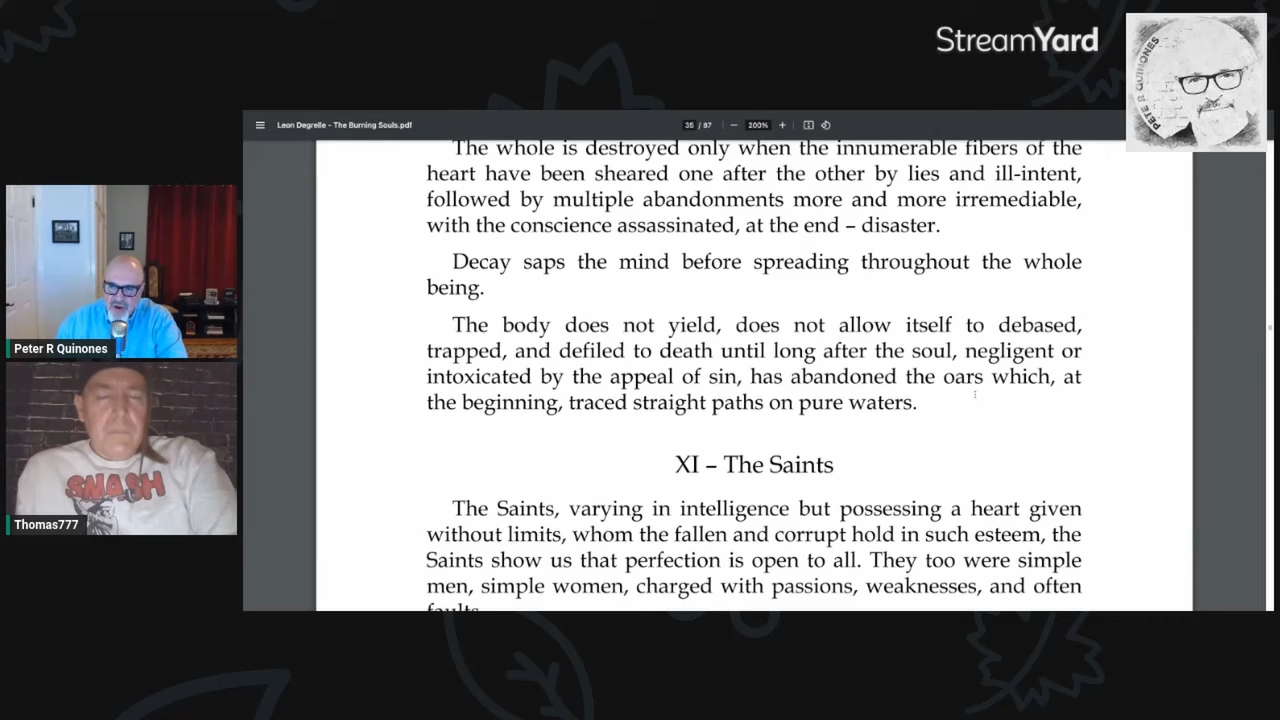 StreamYard
PETER R QUINONES
Leon Degrelle - The Burning Souls.pdf
35 / 87
200%
The whole is destroyed only when the innumerable fibers of the
heart have been sheared one after the other by lies and ill-intent,
followed by multiple abandonments more and more irremediable,
with the conscience assassinated, at the end – disaster.
Decay saps the mind before spreading throughout the whole
being.
The body does not yield, does not allow itself to debased,
trapped, and defiled to death until long after the soul, negligent or
intoxicated by the appeal of sin, has abandoned the oars which, at
the beginning, traced straight paths on pure waters.
XI – The Saints
The Saints, varying in intelligence but possessing a heart given
without limits, whom the fallen and corrupt hold in such esteem, the
Saints show us that perfection is open to all. They too were simple
men, simple women, charged with passions, weaknesses, and often
faults.
Peter R Quinones
SMASH
Thomas777